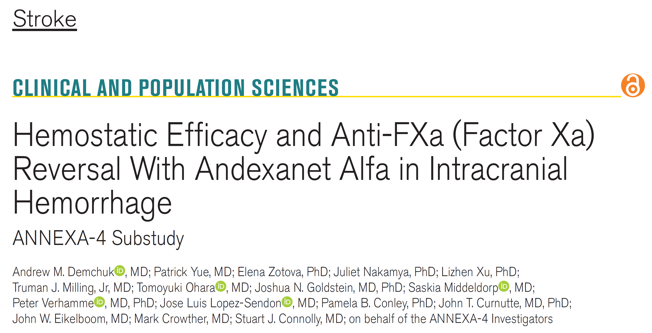 Stroke
CLINICAL AND POPULATION SCIENCES
Hemostatic Efficacy and Anti-FXa (Factor Xa)
Reversal With Andexanet Alfa in Intracranial
Hemorrhage
ANNEXA-4 Substudy
Andrew M. Demchuk, MD; Patrick Yue, MD; Elena Zotova, PhD; Juliet Nakamya, PhD; Lizhen Xu, PhD;
Truman J. Milling, Jr, MD; Tomoyuki Ohara, MD; Joshua N. Goldstein, MD, PhD; Saskia Middeldorp, MD;
Peter Verhamme, MD, PhD; Jose Luis Lopez-Sendon, MD; Pamela B. Conley, PhD; John T. Curnutte, MD, PhD;
John W. Eikelboom, MD; Mark Crowther, MD; Stuart J. Connolly, MD; on behalf of the ANNEXA-4 Investigators